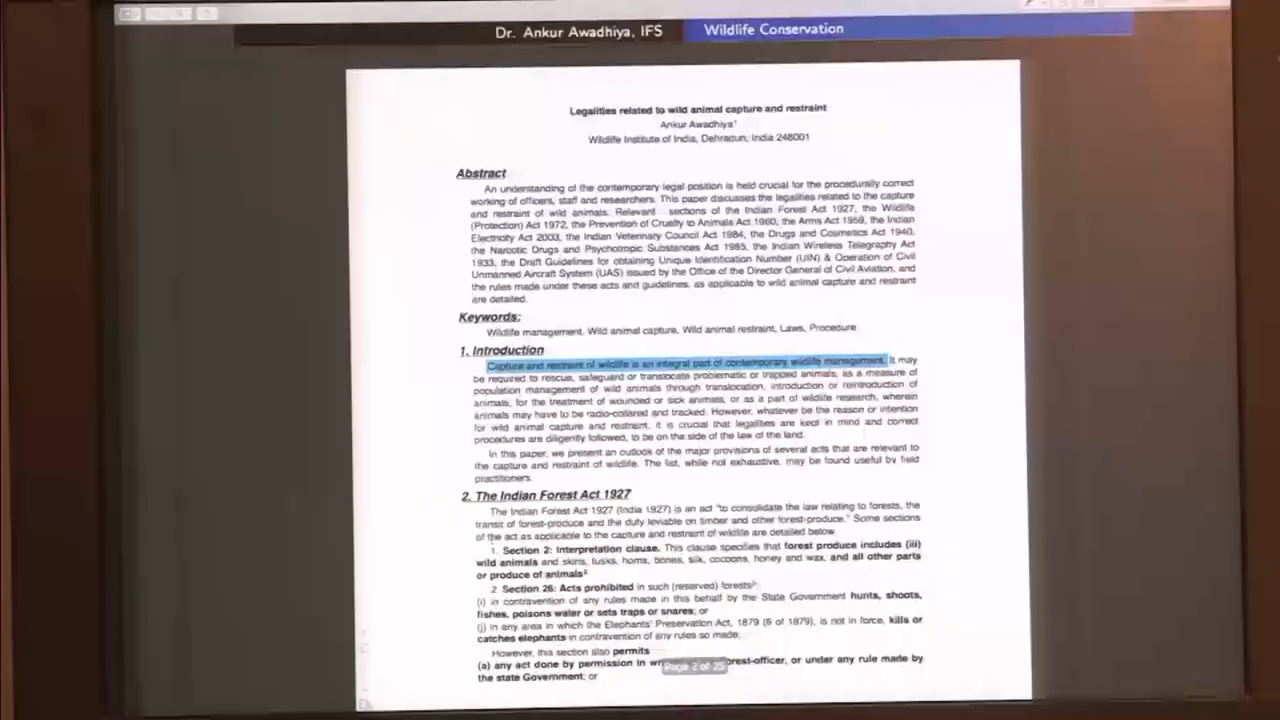 Dr. Ankur Awadhiya, IFS
Wildlife Conservation
Legalities related to wild animal capture and restraint
Ankur Awadhiya¹
Wildlife Institute of India, Dehradun, India 248001
Abstract
An understanding of the contemporary legal position is held crucial for the procedurally correct
working of officers, staff and researchers. This paper discusses the legalities related to the capture
and restraint of wild animals. Relevant sections of the Indian Forest Act 1927, the Wildlife
(Protection) Act 1972, the Prevention of Cruelty to Animals Act 1960, the Arms Act 1959, the Indian
Electricity Act 2003, the Indian Veterinary Council Act 1984, the Drugs and Cosmetics Act 1940,
the Narcotic Drugs and Psychotropic Substances Act 1985, the Indian Wireless Telegraphy Act
1933, the Draft Guidelines for obtaining Unique Identification Number (UIN) & Operation of Civil
Unmanned Aircraft System (UAS) issued by the Office of the Director General of Civil Aviation, and
the rules made under these acts and guidelines, as applicable to wild animal capture and restraint
are detailed.
Keywords:
Wildlife management, Wild animal capture, Wild animal restraint, Laws, Procedure
1. Introduction
Capture and restraint of wildlife is an integral part of contemporary wildlife management. It may
be required to rescue, safeguard or translocate problematic or trapped animals, as a measure of
population management of wild animals through translocation, introduction or reintroduction of
animals, for the treatment of wounded or sick animals, or as a part of wildlife research, wherein
animals may have to be radio-collared and tracked. However, whatever be the reason or intention
for wild animal capture and restraint, it is crucial that legalities are kept in mind and correct
procedures are diligently followed, to be on the side of the law of the land.
In this paper, we present an outlook of the major provisions of several acts that are relevant to
the capture and restraint of wildlife. The list, while not exhaustive, may be found useful by field
practitioners.
2. The Indian Forest Act 1927
The Indian Forest Act 1927 (India 1927) is an act "to consolidate the law relating to forests, the
transit of forest-produce and the duty leviable on timber and other forest-produce." Some sections
of the act as applicable to the capture and restraint of wildlife are detailed below.
1. Section 2: Interpretation clause. This clause specifies that forest produce includes (iii)
wild animals and skins, tusks, horns, bones, silk, cocoons, honey and wax, and all other parts
or produce of animals²
2. Section 26: Acts prohibited in such (reserved) forests³:
(i) in contravention of any rules made in this behalf by the State Government hunts, shoots,
fishes, poisons water or sets traps or snares; or
(j) in any area in which the Elephants' Preservation Act, 1879 (6 of 1879), is not in force, kills or
catches elephants in contravention of any rules so made;
However, this section also permits
(a) any act done by permission in wr Page 2 of 25 orest-officer, or under any rule made by
the state Government; or